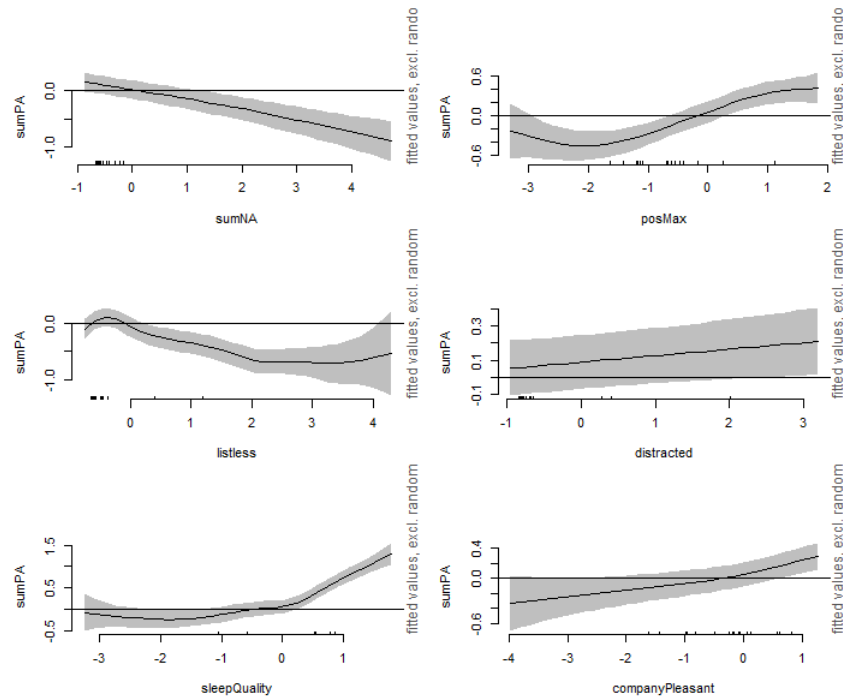 fitted values, excl. rando
sumPA
0.0
-1.0
-1 0 1 2 3 4
sumNA
fitted values, excl. rando
sumPA
0.6
0.0
-0.6
-3 -2 -1 0 1 2
posMax
fitted values, excl. random
sumPA
0.0
-1.0
0 1 2 3 4
listless
fitted values, excl. random
sumPA
0.3
0.1
-0.1
-1 0 1 2 3
distracted
fitted values, excl. random
sumPA
1.5
0.5
-0.5
-3 -2 -1 0 1
sleepQuality
fitted values, excl. random
sumPA
0.4
0.0
-0.6
-4 -3 -2 -1 0 1
companyPleasant